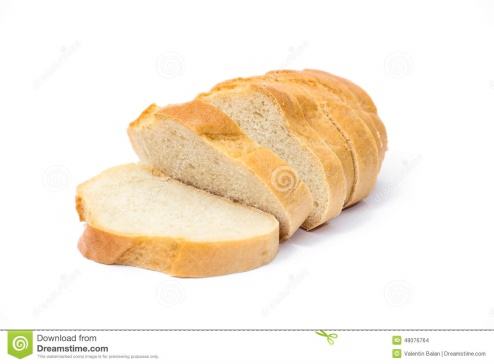 Download from
Dreamstime.com
This watermarked comp image is for previewing purposes only.
48076764
Valentin Balan | Dreamstime.com